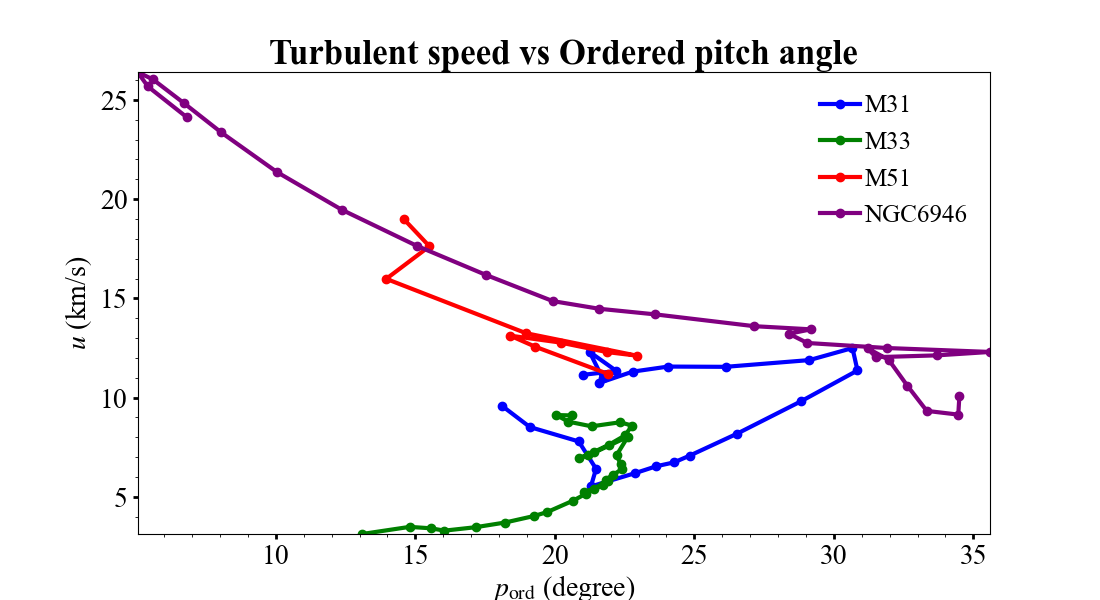 Turbulent speed vs Ordered pitch angle
25
20
15
10
5
u (km/s)
M31
M33
M51
NGC6946
10 15 20 25 30 35
p_ord (degree)